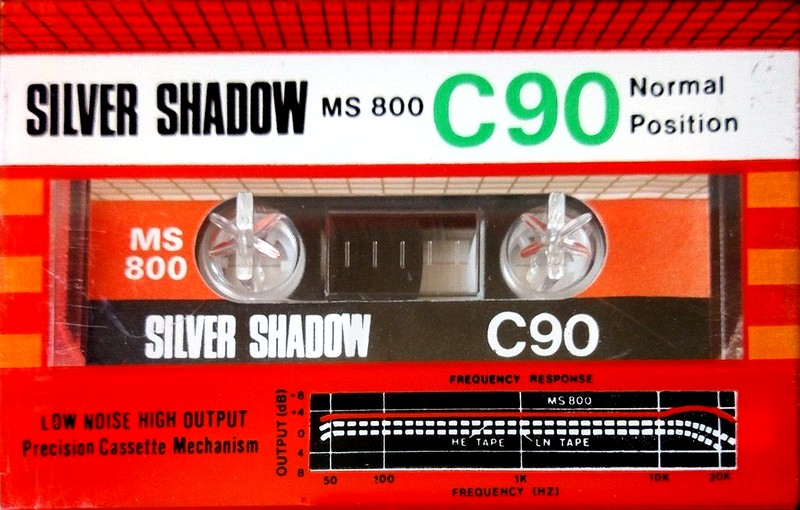 SILVER SHADOW MS 800 C90 Normal Position
MS 800
SILVER SHADOW C90
LOW NOISE HIGH OUTPUT
Precision Cassette Mechanism
FREQUENCY RESPONSE
OUTPUT (dB)
+8
+4
0
4
8
MS 800
HE TAPE LN TAPE
50 100 1K 10K 20K
FREQUENCY (HZ)